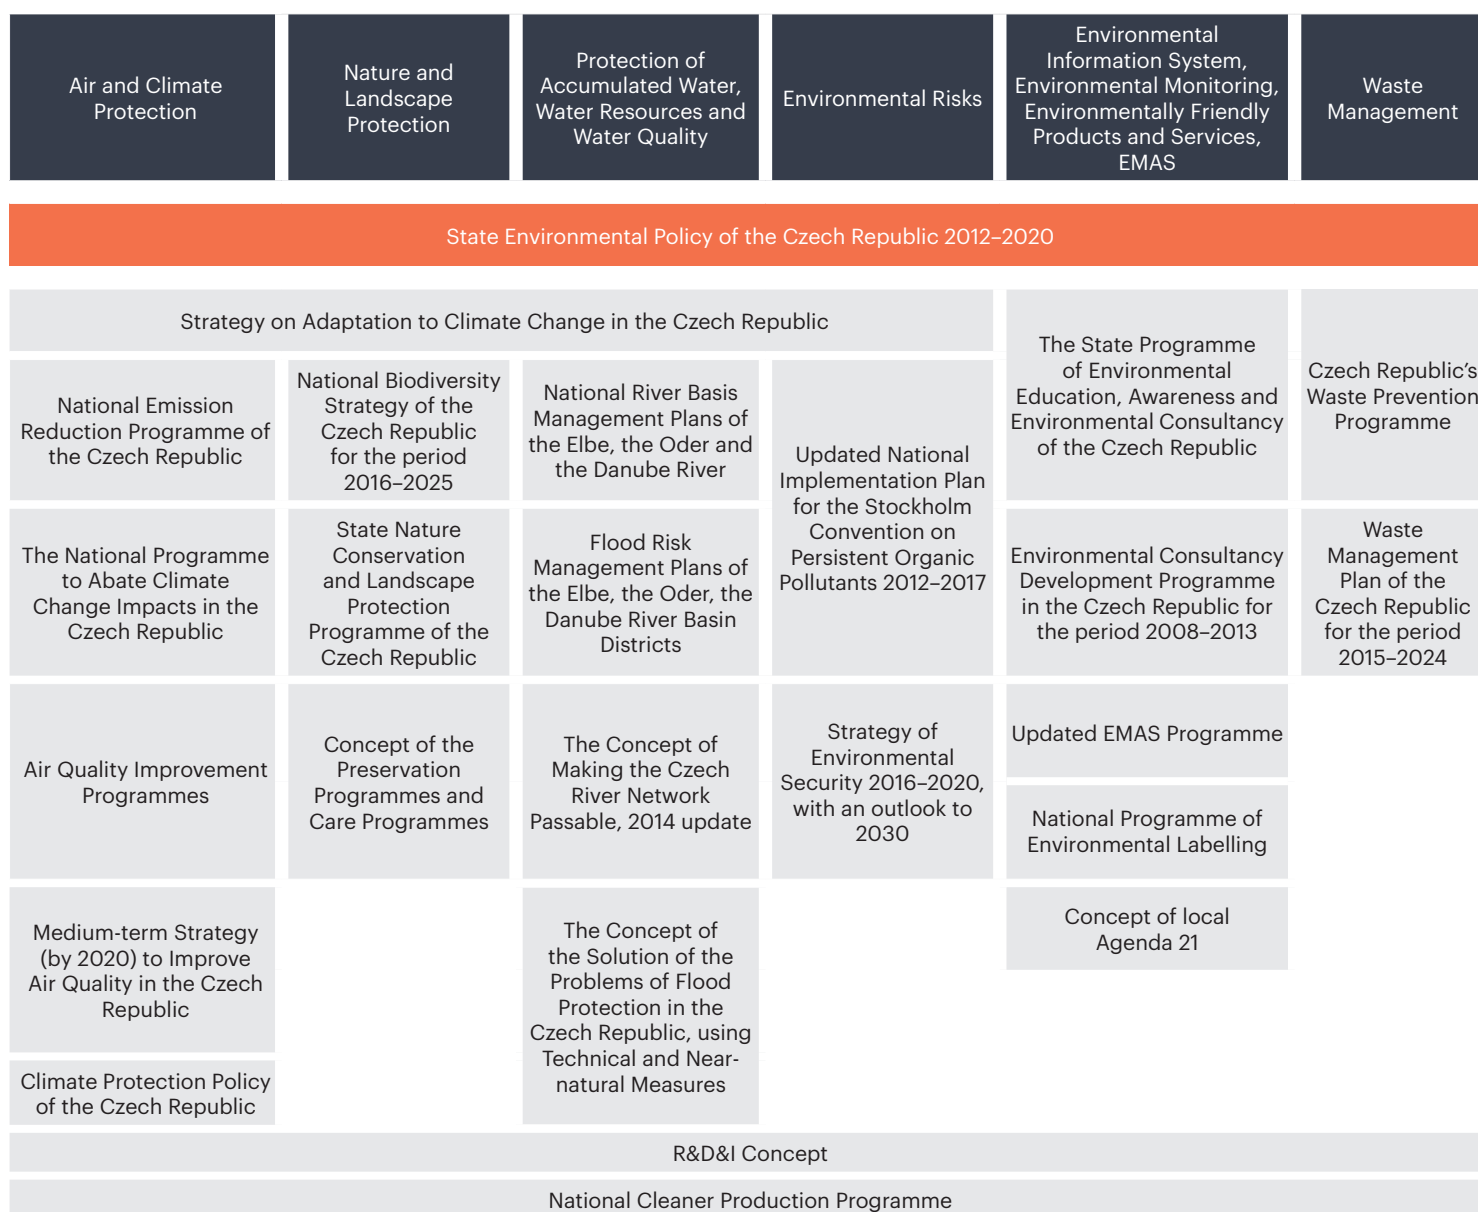 Air and Climate
Protection
Nature and
Landscape
Protection
Protection of
Accumulated Water,
Water Resources and
Water Quality
Environmental Risks
Environmental
Information System,
Environmental Monitoring,
Environmentally Friendly
Products and Services,
EMAS
Waste
Management
State Environmental Policy of the Czech Republic 2012–2020
Strategy on Adaptation to Climate Change in the Czech Republic
National Emission
Reduction Programme of
the Czech Republic
National Biodiversity
Strategy of the
Czech Republic
for the period
2016–2025
National River Basis
Management Plans of
the Elbe, the Oder and
the Danube River
Updated National
Implementation Plan
for the Stockholm
Convention on
Persistent Organic
Pollutants 2012–2017
The State Programme
of Environmental
Education, Awareness and
Environmental Consultancy
of the Czech Republic
Czech Republic’s
Waste Prevention
Programme
The National Programme
to Abate Climate
Change Impacts in the
Czech Republic
State Nature
Conservation
and Landscape
Protection
Programme of the
Czech Republic
Flood Risk
Management Plans of
the Elbe, the Oder, the
Danube River Basin
Districts
Environmental Consultancy
Development Programme
in the Czech Republic for
the period 2008–2013
Waste
Management
Plan of the
Czech Republic
for the period
2015–2024
Air Quality Improvement
Programmes
Concept of the
Preservation
Programmes and
Care Programmes
The Concept of
Making the Czech
River Network
Passable, 2014 update
Strategy of
Environmental
Security 2016–2020,
with an outlook to
2030
Updated EMAS Programme
National Programme of
Environmental Labelling
Medium-term Strategy
(by 2020) to Improve
Air Quality in the Czech
Republic
The Concept of
the Solution of the
Problems of Flood
Protection in the
Czech Republic, using
Technical and Near-
natural Measures
Concept of local
Agenda 21
Climate Protection Policy
of the Czech Republic
R&D&I Concept
National Cleaner Production Programme